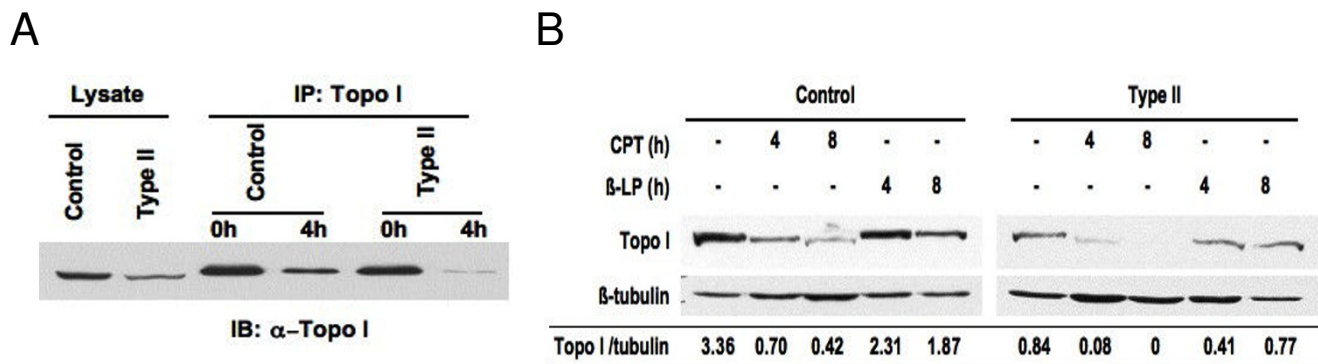 A
Lysate
IP: Topo I
Control
Type II
Control
Type II
0h 4h 0h 4h
IB: α–Topo I
B
Control
Type II
CPT (h) - 4 8 - - - 4 8 - -
ß-LP (h) - - - 4 8 - - - 4 8
Topo I
ß-tubulin
Topo I /tubulin 3.36 0.70 0.42 2.31 1.87 0.84 0.08 0 0.41 0.77